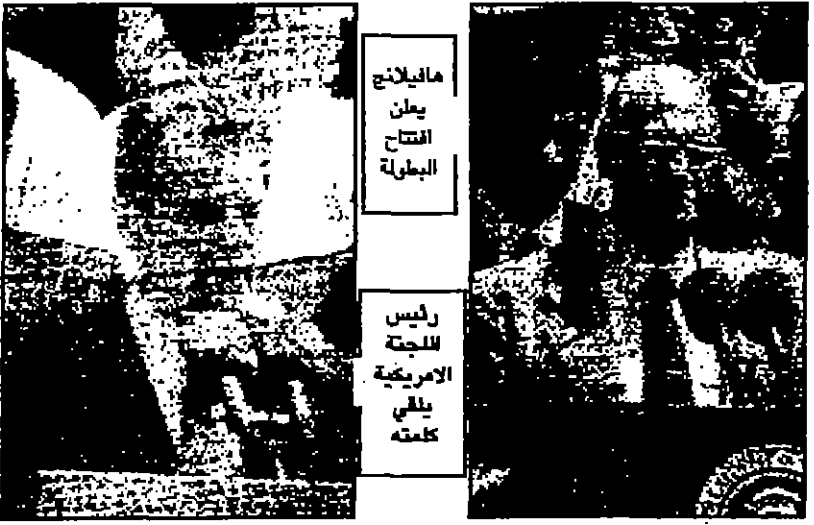 هافيلانج
يعلن
افتتاح
البطولة
رئيس
اللجنة
الامريكية
يلقي
كلمته